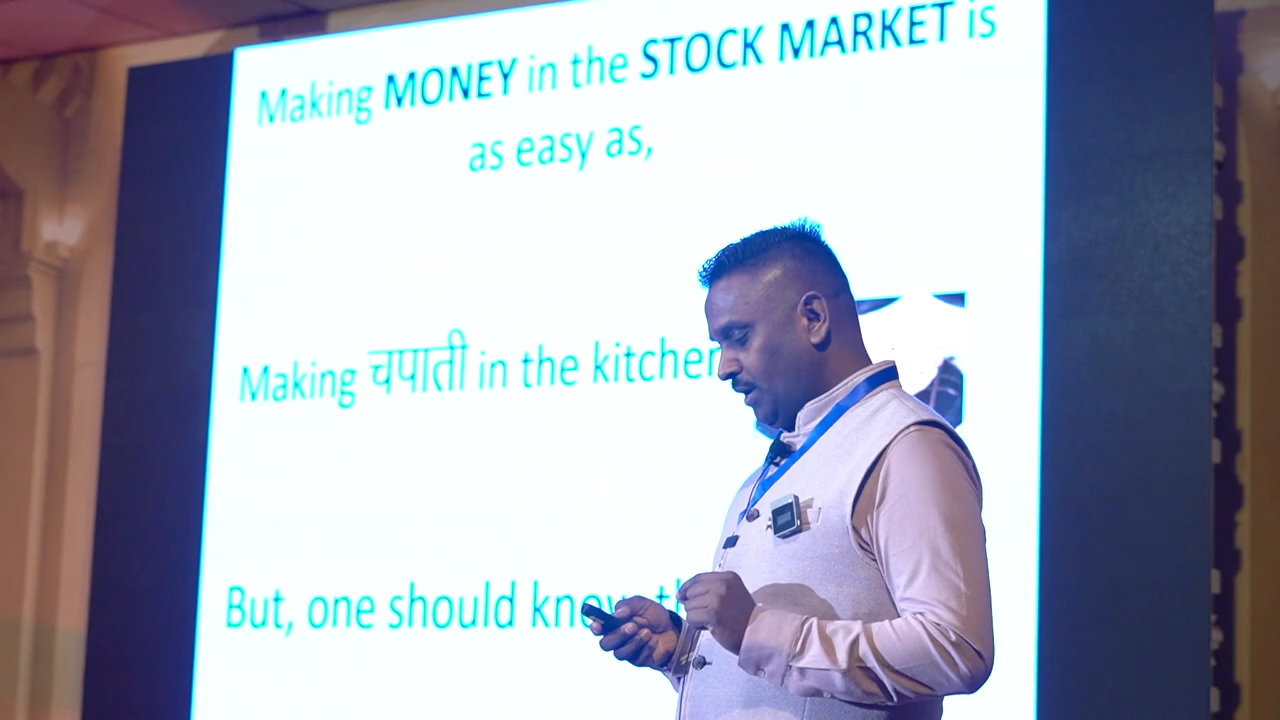 Making MONEY in the STOCK MARKET is
as easy as,
Making चपाती in the kitchen
But, one should know